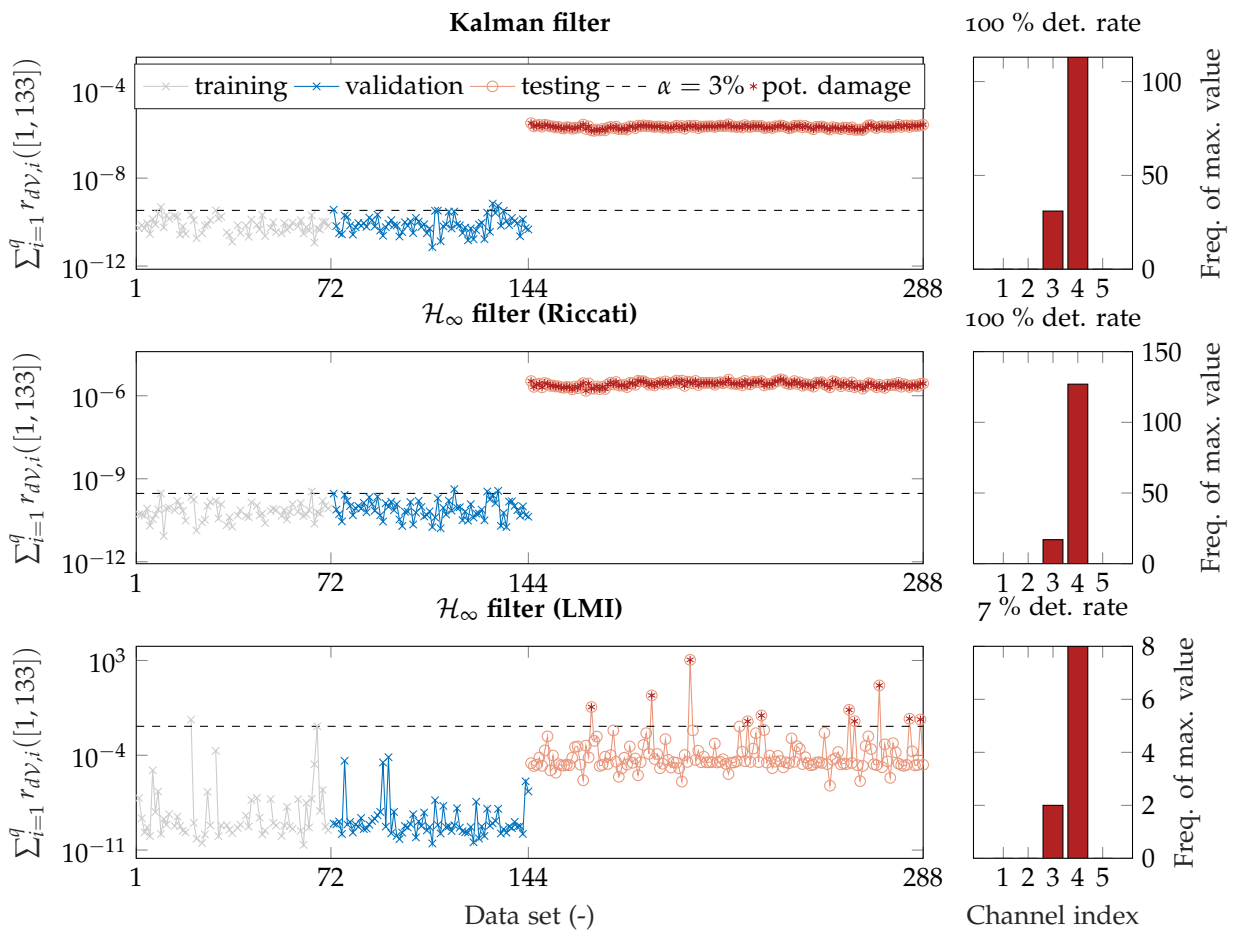 Kalman filter
100 % det. rate
training validation testing α = 3% pot. damage
10^−4
10^−8
10^−12
∑_{i=1}^{q} r_{dν,i}([1, 133])
1 72 144 288
100
50
0
Freq. of max. value
1 2 3 4 5
ℋ_∞ filter (Riccati)
100 % det. rate
10^−6
10^−9
10^−12
∑_{i=1}^{q} r_{dν,i}([1, 133])
1 72 144 288
150
100
50
0
Freq. of max. value
1 2 3 4 5
ℋ_∞ filter (LMI)
7 % det. rate
10^3
10^−4
10^−11
∑_{i=1}^{q} r_{dν,i}([1, 133])
1 72 144 288
Data set (-)
8
6
4
2
0
Freq. of max. value
1 2 3 4 5
Channel index